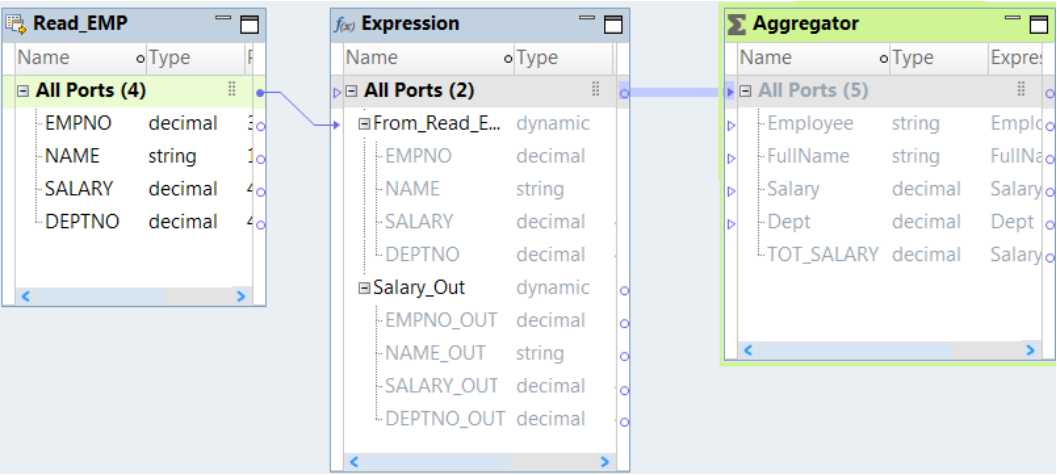 Read_EMP
Name Type
All Ports (4)
EMPNO decimal
NAME string
SALARY decimal
DEPTNO decimal
f(x) Expression
Name Type
All Ports (2)
From_Read_E... dynamic
EMPNO decimal
NAME string
SALARY decimal
DEPTNO decimal
Salary_Out dynamic
EMPNO_OUT decimal
NAME_OUT string
SALARY_OUT decimal
DEPTNO_OUT decimal
Σ Aggregator
Name Type Expres
All Ports (5)
Employee string Emplo
FullName string FullNa
Salary decimal Salary
Dept decimal Dept
TOT_SALARY decimal Salary